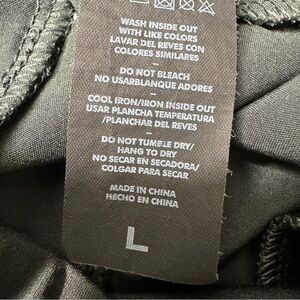 WASH INSIDE OUT
WITH LIKE COLORS
LAVAR DEL REVES CON
COLORES SIMILARES
–
DO NOT BLEACH
NO USARBLANQUE ADORES
–
COOL IRON/IRON INSIDE OUT
USAR PLANCHA TEMPERATURA
/PLANCHAR DEL REVES
–
DO NOT TUMBLE DRY/
HANG TO DRY
NO SECAR EN SECADORA/
COLGAR PARA SECAR
–
MADE IN CHINA
HECHO EN CHINA
L